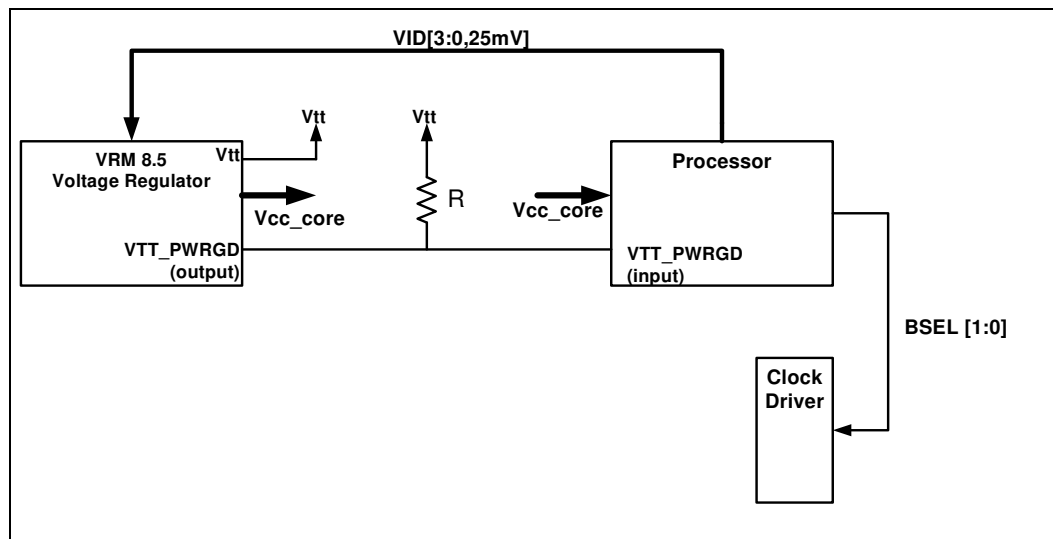 VID[3:0,25mV]
Vtt
Vtt
VRM 8.5
Voltage Regulator
Vtt
Processor
R
Vcc_core
Vcc_core
VTT_PWRGD
(output)
VTT_PWRGD
(input)
BSEL [1:0]
Clock
Driver